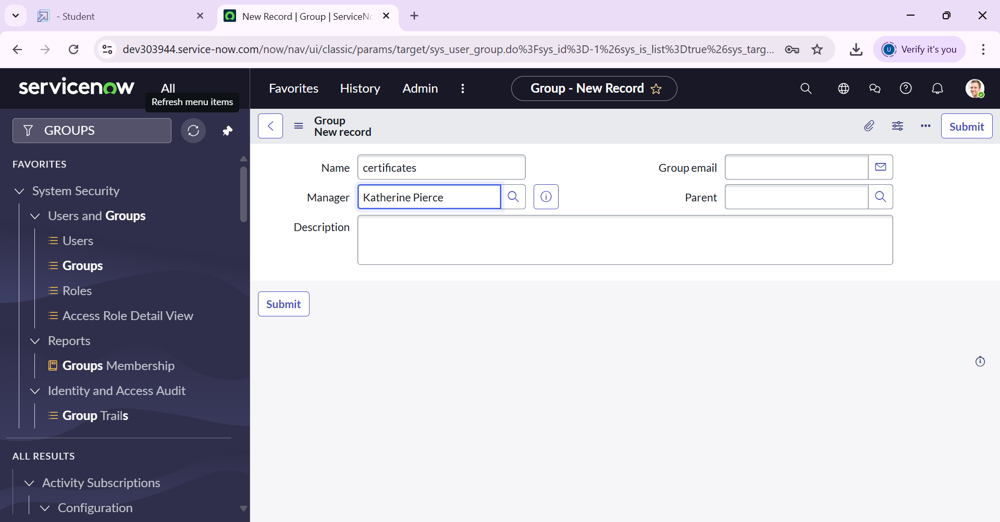 - Student
New Record | Group | ServiceNo
dev303944.service-now.com/now/nav/ui/classic/params/target/sys_user_group.do%3Fsys_id%3D-1%26sys_is_list%3Dtrue%26sys_targ...
U
Verify it's you
servicenow
All
Favorites
History
Admin
Group - New Record
Refresh menu items
GROUPS
Group
New record
Submit
FAVORITES
System Security
Users and Groups
Users
Groups
Roles
Access Role Detail View
Reports
Groups Membership
Identity and Access Audit
Group Trails
ALL RESULTS
Activity Subscriptions
Configuration
Name
certificates
Group email
Manager
Katherine Pierce
Parent
Description
Submit